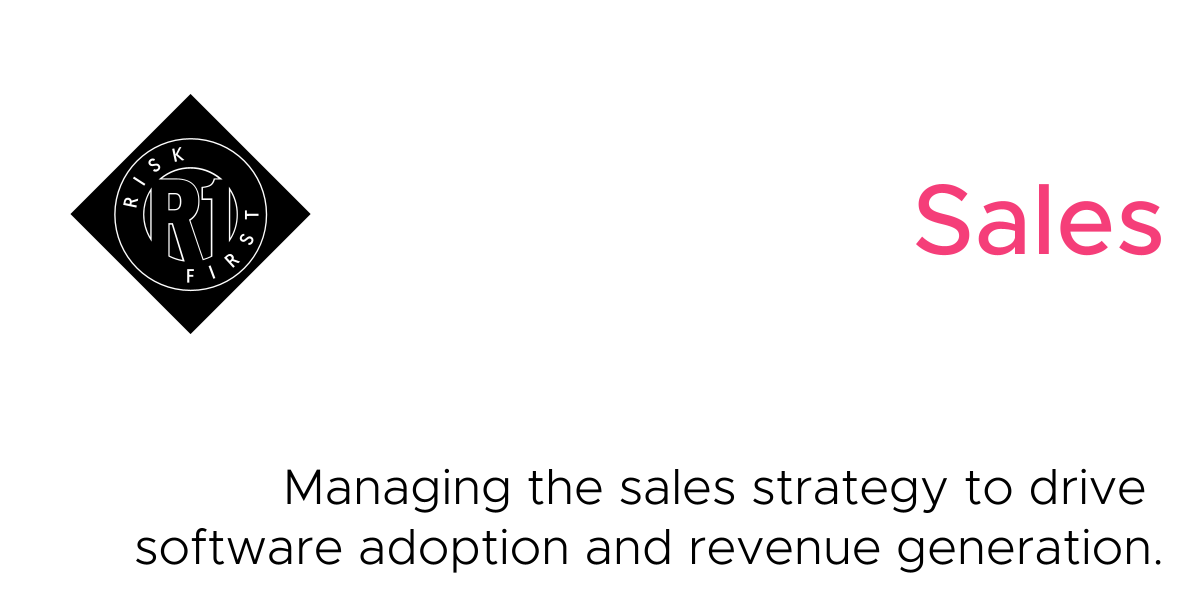 RISK
R1
FIRST
Sales
Managing the sales strategy to drive
software adoption and revenue generation.